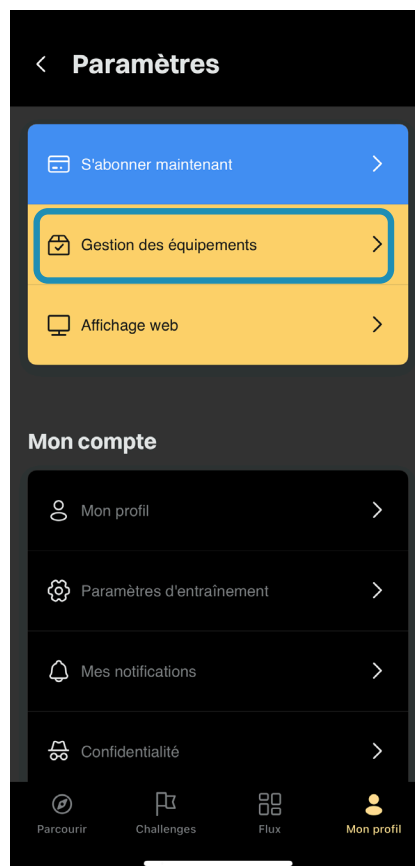 Paramètres
S'abonner maintenant
Gestion des équipements
Affichage web
Mon compte
Mon profil
Paramètres d'entraînement
Mes notifications
Confidentialité
Parcourir Challenges Flux Mon profil